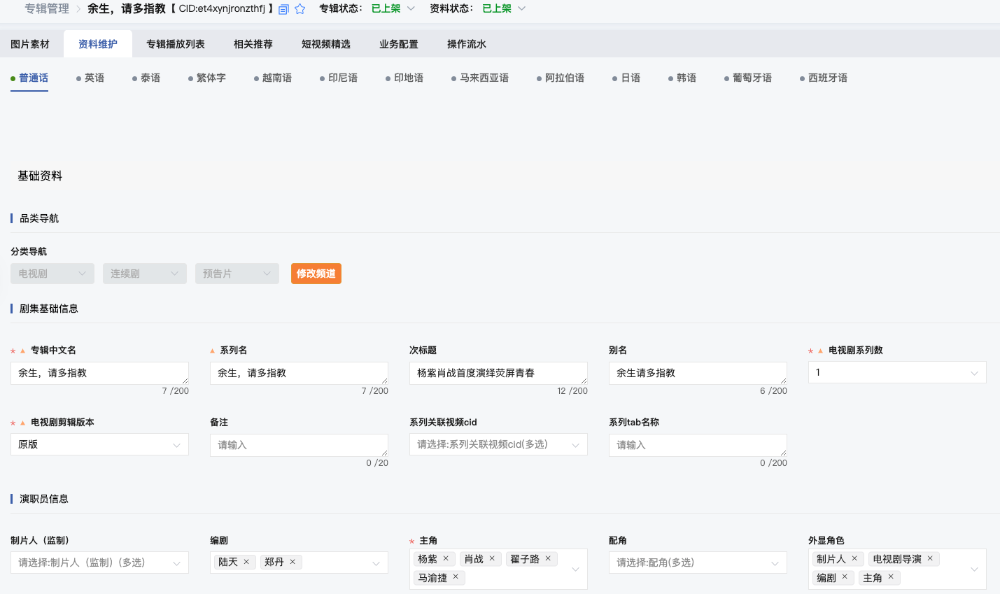 专辑管理 > 余生，请多指教【 CID:et4xynjronzthfj 】 专辑状态： 已上架 资料状态： 已上架
图片素材 资料维护 专辑播放列表 相关推荐 短视频精选 业务配置 操作流水
普通话 英语 泰语 繁体字 越南语 印尼语 印地语 马来西亚语 阿拉伯语 日语 韩语 葡萄牙语 西班牙语
基础资料
品类导航
分类导航
电视剧 连续剧 预告片 修改频道
剧集基础信息
* 专辑中文名 系列名 次标题 别名 * 电视剧系列数
余生，请多指教 余生，请多指教 杨紫肖战首度演绎荧屏青春 余生请多指教 1
7 /200 7 /200 12 /200 6 /200
* 电视剧剪辑版本 备注 系列关联视频cid 系列tab名称
原版 请输入 请选择:系列关联视频cid(多选) 请输入
0 /20 0 /200
演职员信息
制片人（监制） 编剧 * 主角 配角 外显角色
请选择:制片人（监制）(多选) 陆天 × 郑丹 × 杨紫 × 肖战 × 翟子路 × 请选择:配角(多选) 制片人 × 电视剧导演 ×
马渝捷 × 编剧 × 主角 ×